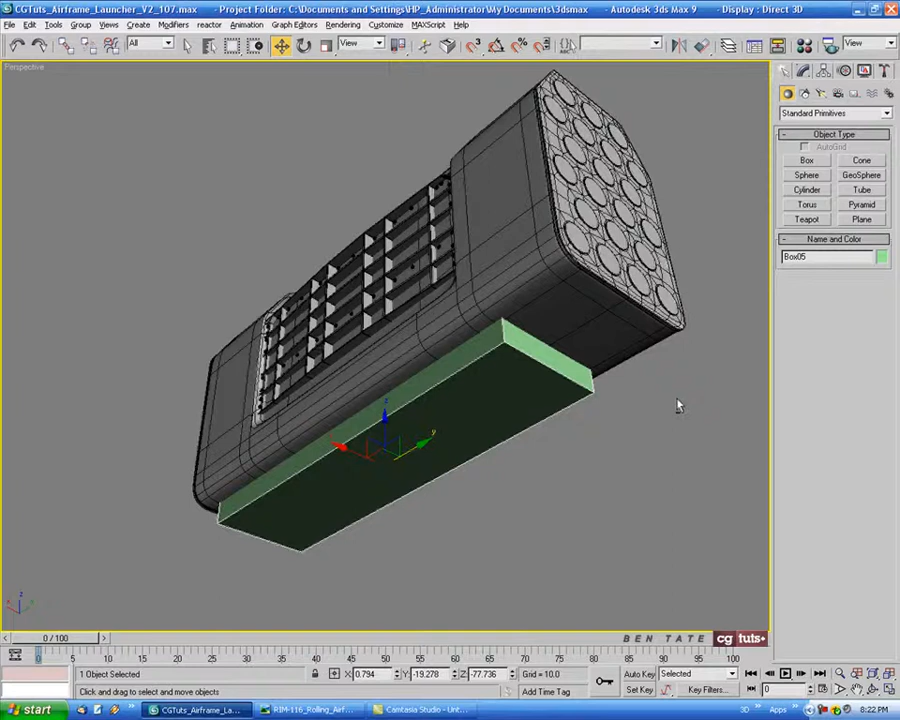 CGTuts_Airframe_Launcher_V2_107.max - Project Folder: C:\Documents and Settings\HP_Administrator\My Documents\3dsmax - Autodesk 3ds Max 9 - Display : Direct 3D
File Edit Tools Group Views Create Modifiers reactor Animation Graph Editors Rendering Customize MAXScript Help
All View View
Perspective
Standard Primitives
- Object Type
AutoGrid
Box Cone
Sphere GeoSphere
Cylinder Tube
Torus Pyramid
Teapot Plane
- Name and Color
Box05
z
x y
z
x y
0 / 100
BEN TATE cg tuts+
0 5 10 15 20 25 30 35 40 45 50 55 60 65 70 75 80 85 90 95 100
1 Object Selected X: 0.794 Y: -19.278 Z: -77.736 Grid = 10.0 Auto Key Selected
Click and drag to select and move objects Add Time Tag Set Key Key Filters... 0
start CGTuts_Airframe_La... RIM-116_Rolling_Airf... Camtasia Studio - Unt... 3D Apps 8:22 PM